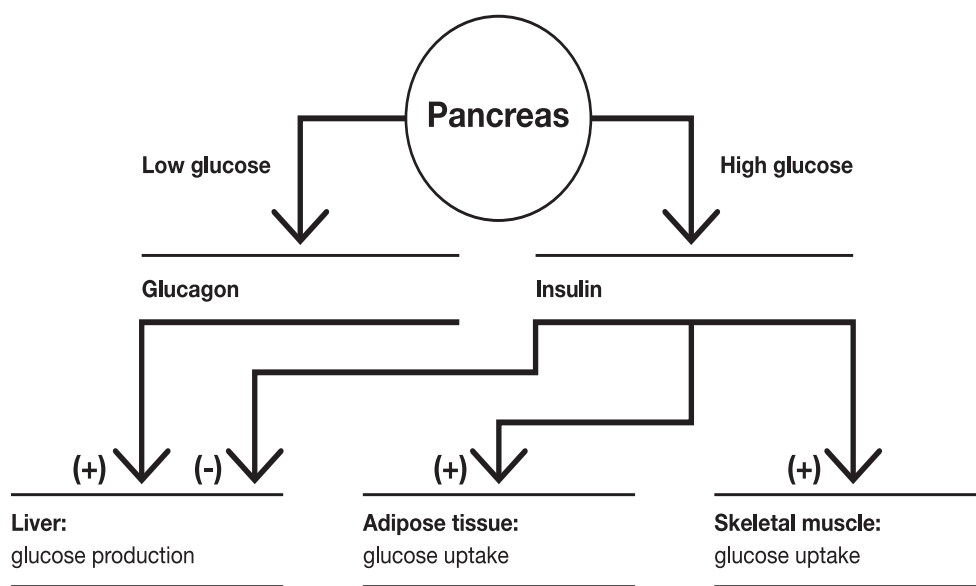 Pancreas
Low glucose
High glucose
Glucagon
Insulin
(+)
(-)
(+)
(+)
Liver:
glucose production
Adipose tissue:
glucose uptake
Skeletal muscle:
glucose uptake